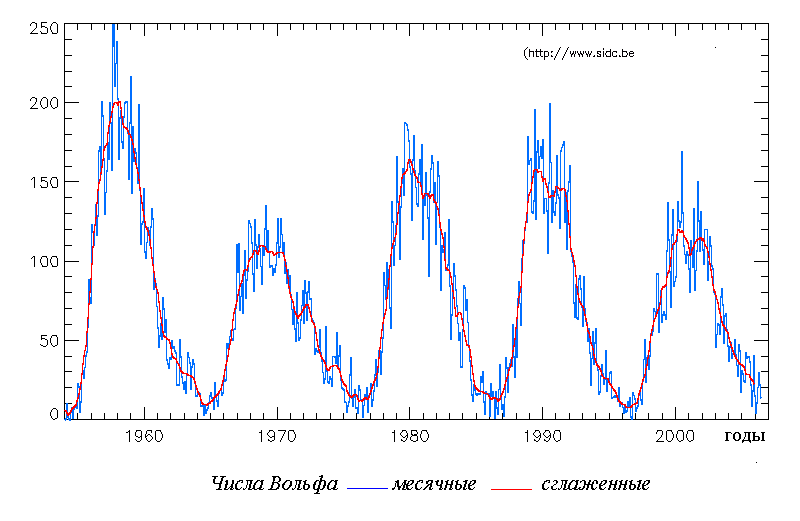 250
(http://www.sidc.be
200
150
100
50
0
1960 1970 1980 1990 2000 годы
Числа Вольфа месячные сглаженные